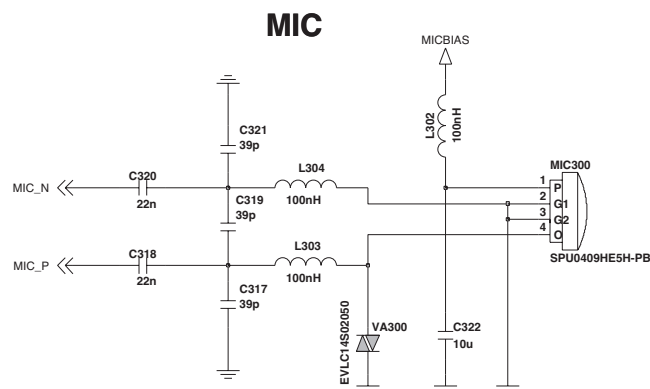 MIC
MICBIAS
C321
39p
L302
100nH
MIC300
C320
22n
L304
100nH
MIC_N
C319
39p
1 P
2 G1
3 G2
4 O
SPU0409HE5H-PB
C318
22n
L303
100nH
MIC_P
C317
39p
EVLC14S02050
VA300
C322
10u